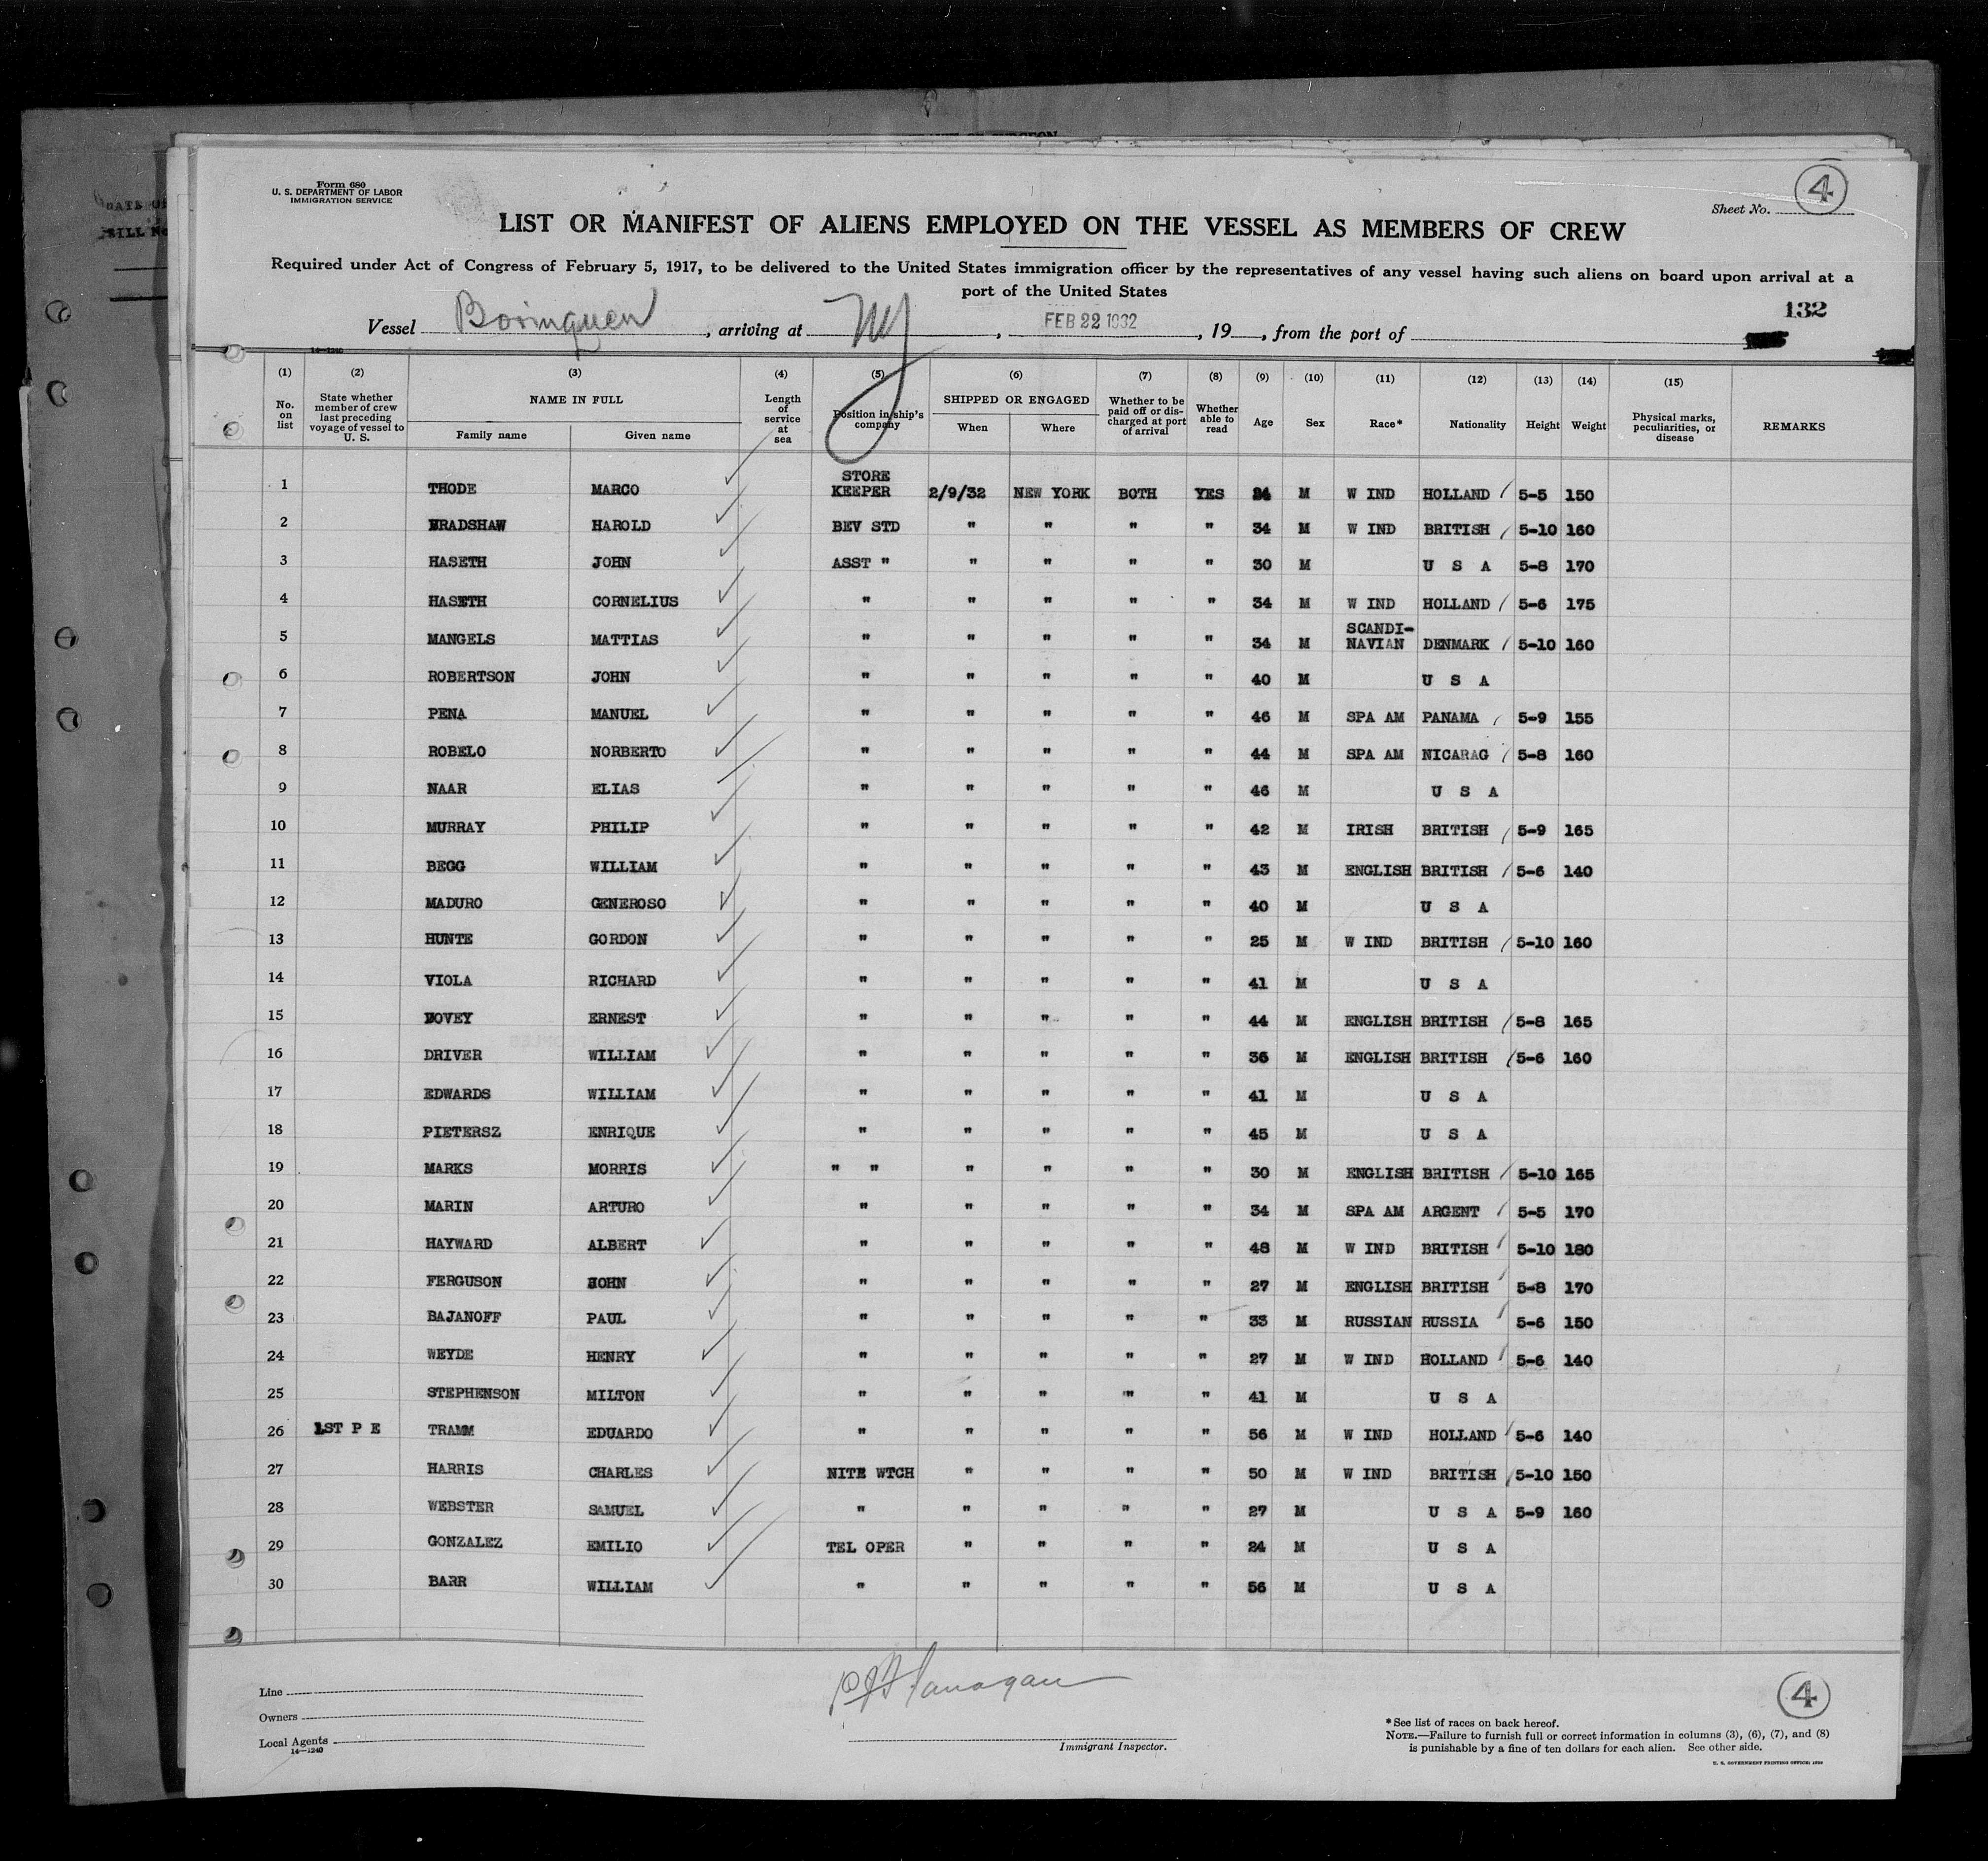 Form 680
U. S. DEPARTMENT OF LABOR
IMMIGRATION SERVICE
4
Sheet No.
LIST OR MANIFEST OF ALIENS EMPLOYED ON THE VESSEL AS MEMBERS OF CREW
Required under Act of Congress of February 5, 1917, to be delivered to the United States immigration officer by the representatives of any vessel having such aliens on board upon arrival at a
port of the United States
132
Vessel Borinquen, arriving at NY, FEB 22 1932, 19, from the port of
14—1240
(1) (2) (3) (4) (5) (6) (7) (8) (9) (10) (11) (12) (13) (14) (15)
No. on list State whether member of crew last preceding voyage of vessel to U. S. NAME IN FULL Family name Given name Length of service at sea Position in ship's company SHIPPED OR ENGAGED When Where Whether to be paid off or discharged at port of arrival Whether able to read Age Sex Race* Nationality Height Weight Physical marks, peculiarities, or disease REMARKS
1 THODE MARCO STORE KEEPER 2/9/32 NEW YORK BOTH YES M W IND HOLLAND 5-5 150
2 BRADSHAW HAROLD BEV STD " " " " 34 M W IND BRITISH 5-10 160
3 HASETH JOHN ASST " " " " " 30 M U S A 5-8 170
4 HASETH CORNELIUS " " " " " 34 M W IND HOLLAND 5-6 175
5 MANGELS MATTIAS " " " " " 34 M SCANDI-NAVIAN DENMARK 5-10 160
6 ROBERTSON JOHN " " " " " 40 M U S A
7 PENA MANUEL " " " " " 46 M SPA AM PANAMA 5-9 155
8 ROBELO NORBERTO " " " " " 44 M SPA AM NICARAG 5-8 160
9 NAAR ELIAS " " " " " 46 M U S A
10 MURRAY PHILIP " " " " " 42 M IRISH BRITISH 5-9 165
11 BEGG WILLIAM " " " " " 43 M ENGLISH BRITISH 5-6 140
12 MADURO GENEROSO " " " " " 40 M U S A
13 HUNTE GORDON " " " " " 25 M W IND BRITISH 5-10 160
14 VIOLA RICHARD " " " " " 41 M U S A
15 HOVEY ERNEST " " " " " 44 M ENGLISH BRITISH 5-8 165
16 DRIVER WILLIAM " " " " " 36 M ENGLISH BRITISH 5-6 160
17 EDWARDS WILLIAM " " " " " 41 M U S A
18 PIETERSZ ENRIQUE " " " " " 45 M U S A
19 MARKS MORRIS " " " " " " 30 M ENGLISH BRITISH 5-10 165
20 MARIN ARTURO " " " " " 34 M SPA AM ARGENT 5-5 170
21 HAYWARD ALBERT " " " " " 48 M W IND BRITISH 5-10 180
22 FERGUSON JOHN " " " " " 27 M ENGLISH BRITISH 5-8 170
23 BAJANOFF PAUL " " " " " 33 M RUSSIAN RUSSIA 5-6 150
24 WEYDE HENRY " " " " " 27 M W IND HOLLAND 5-6 140
25 STEPHENSON MILTON " " " " " 41 M U S A
26 1ST P E TRAMM EDUARDO " " " " " 56 M W IND HOLLAND 5-6 140
27 HARRIS CHARLES NITE WTCH " " " " 50 M W IND BRITISH 5-10 150
28 WEBSTER SAMUEL " " " " " 27 M U S A 5-9 160
29 GONZALEZ EMILIO TEL OPER " " " " 24 M U S A
30 BARR WILLIAM " " " " " 56 M U S A
Line
Owners
Local Agents
14—1240
Flanagan
Immigrant Inspector.
4
*See list of races on back hereof.
NOTE.—Failure to furnish full or correct information in columns (3), (6), (7), and (8)
is punishable by a fine of ten dollars for each alien. See other side.